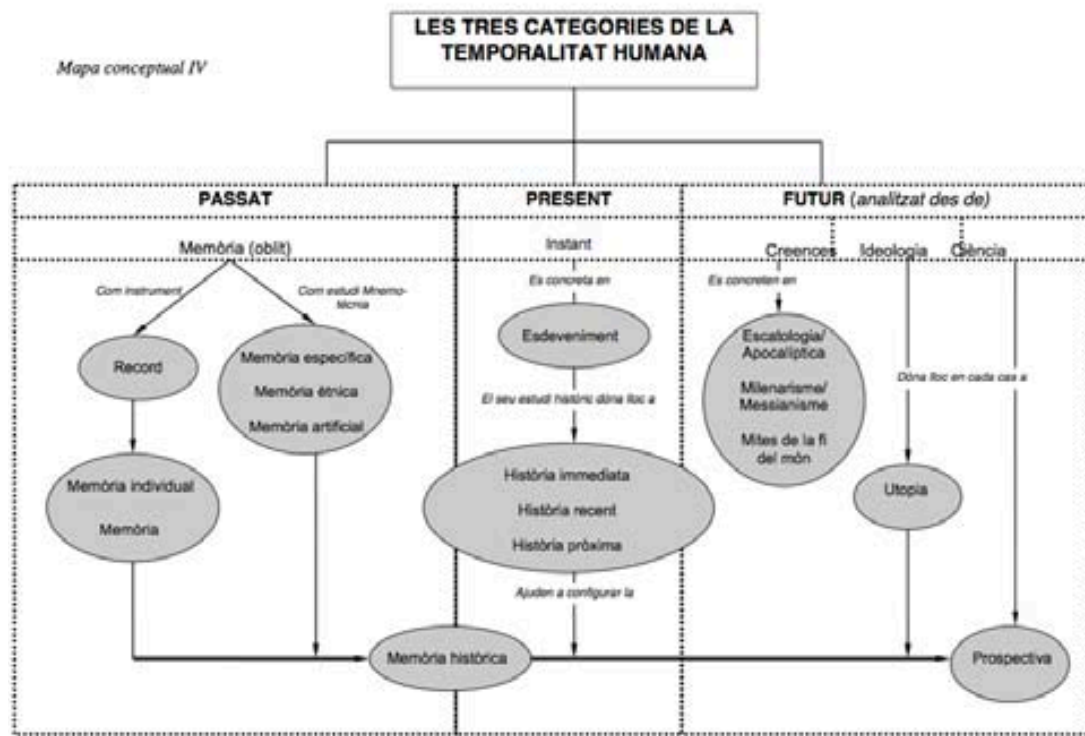 LES TRES CATEGORIES DE LA
TEMPORALITAT HUMANA
Mapa conceptual IV
PASSAT
PRESENT
FUTUR (analitzat des de)
Memòria (oblit)
Instant
Creences
Ideologia
Ciència
Com instrument
Com estudi Mnemo-
tècnia
Es concreta en
Es concreten en
Record
Memòria específica
Memòria ètnica
Memòria artificial
Esdeveniment
Escatologia/
Apocalíptica
Milenarisme/
Messianisme
Mites de la fi
del món
Dóna lloc en cada cas a
El seu estudi històric dóna lloc a
Memòria individual
Memòria
Història immediata
Història recent
Història pròxima
Utopia
Ajuden a configurar la
Memòria històrica
Prospectiva